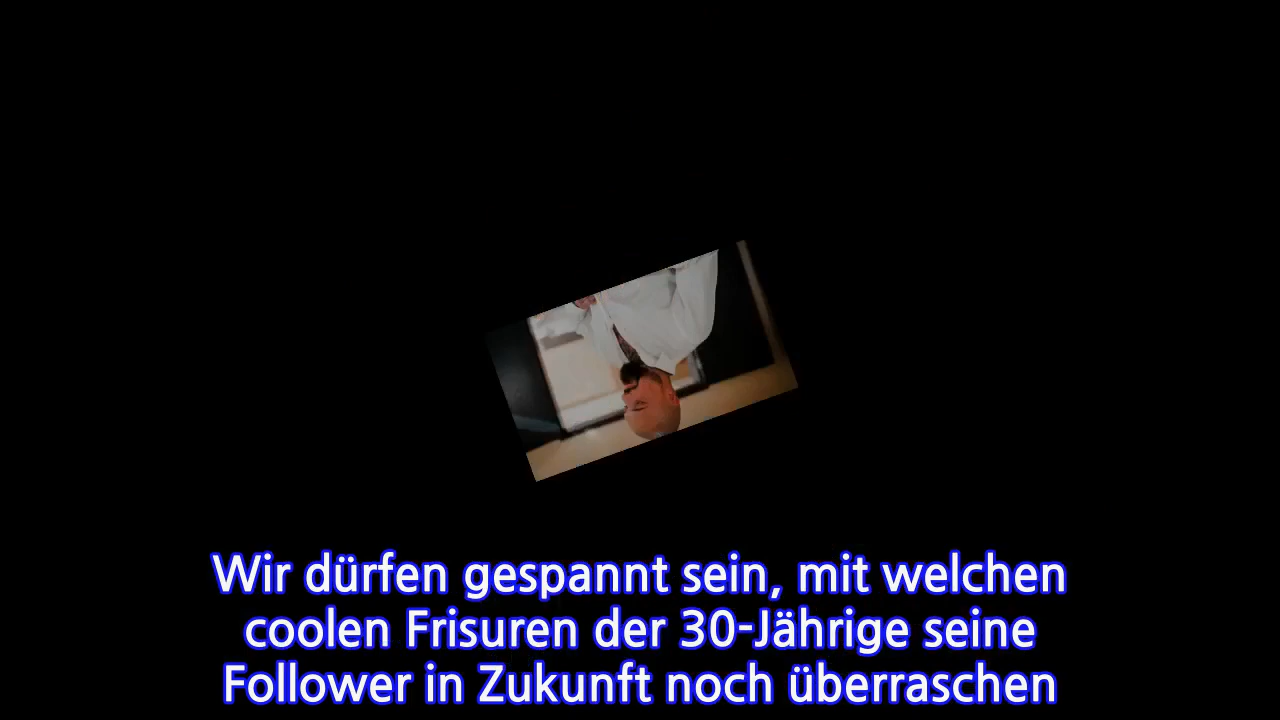 Wir dürfen gespannt sein, mit welchen
coolen Frisuren der 30-Jährige seine
Follower in Zukunft noch überraschen